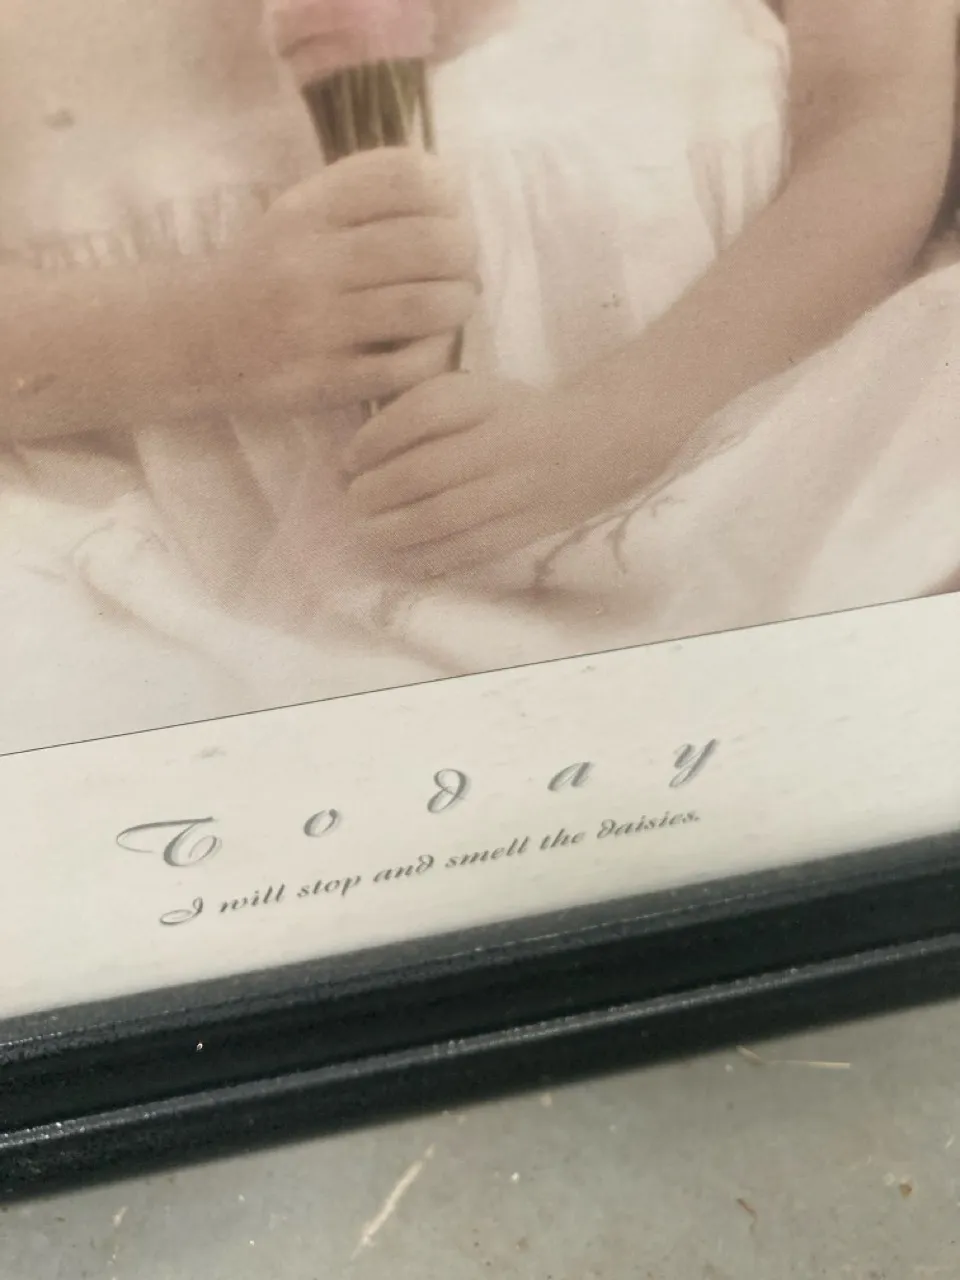 Today
I will stop and smell the daisies.